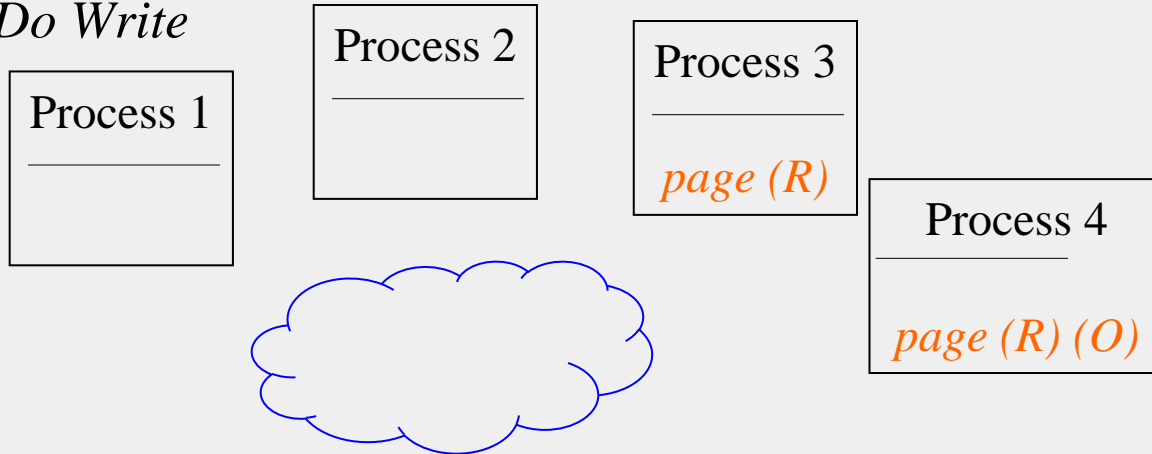 Do Write
Process 1
Process 2
Process 3
page (R)
Process 4
page (R) (O)